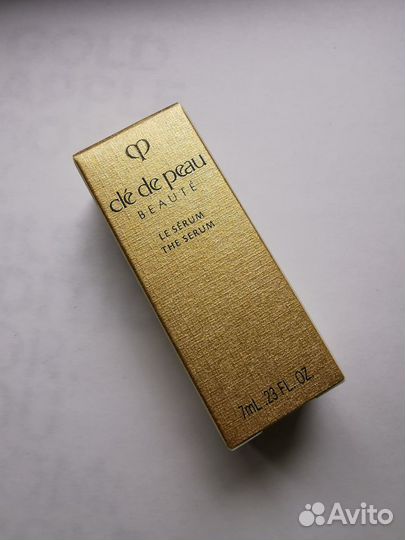 clé de peau
BEAUTÉ
LE SÉRUM
THE SERUM
7mL .23 FL. OZ.
Avito